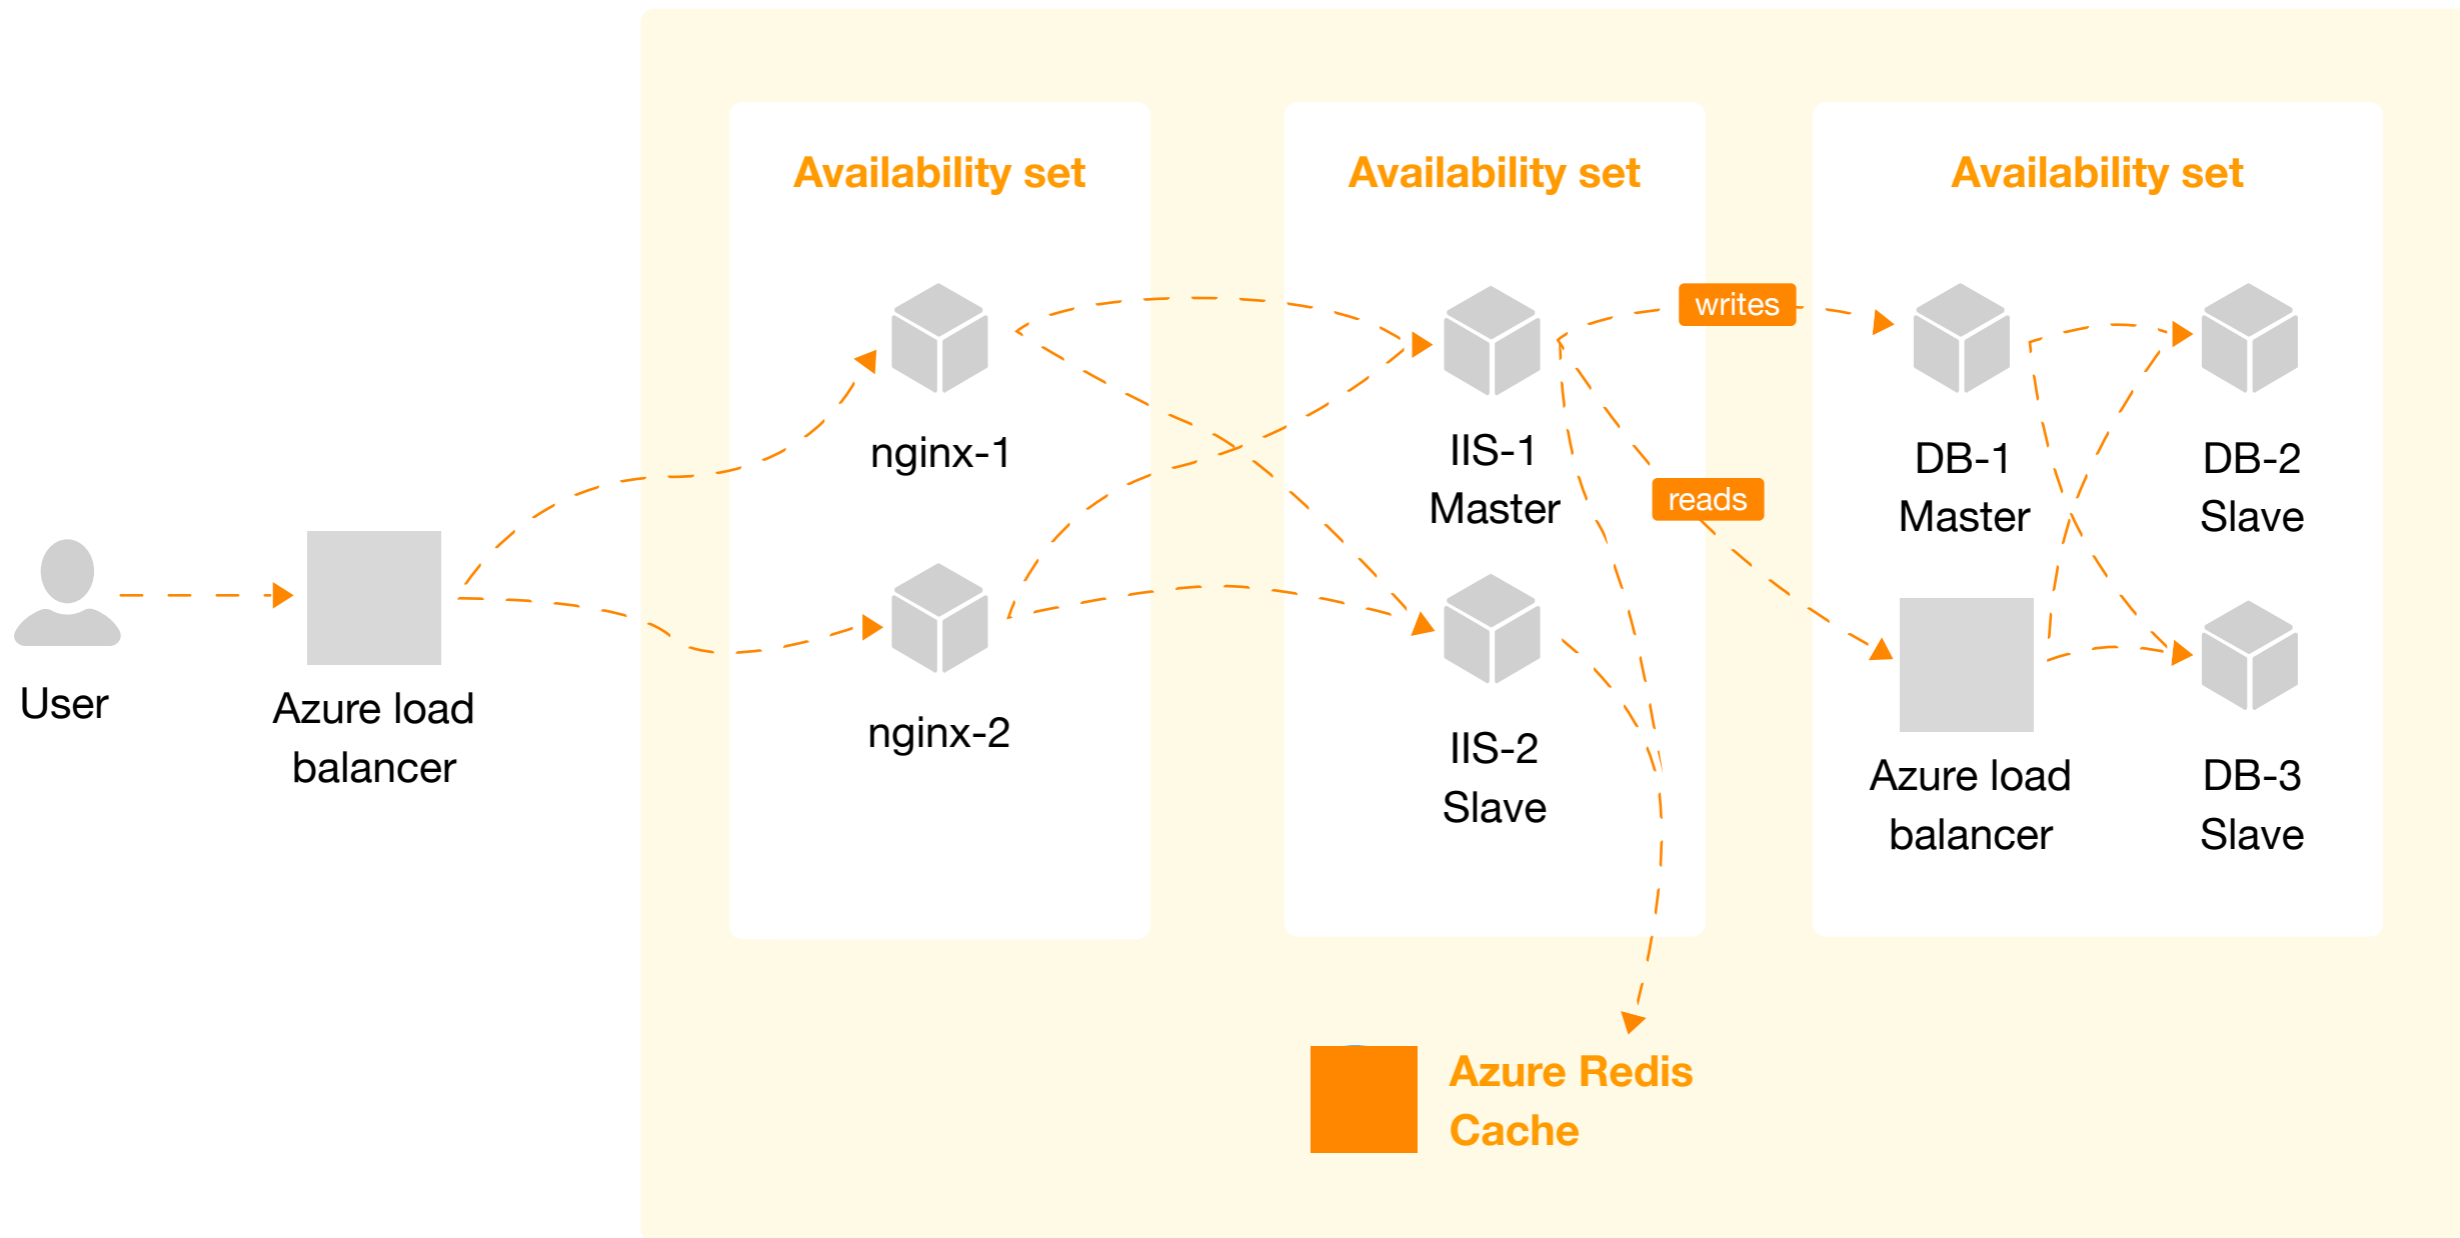 User
Azure load
balancer
Availability set
nginx-1
nginx-2
Availability set
IIS-1
Master
IIS-2
Slave
writes
reads
Availability set
DB-1
Master
DB-2
Slave
Azure load
balancer
DB-3
Slave
Azure Redis
Cache